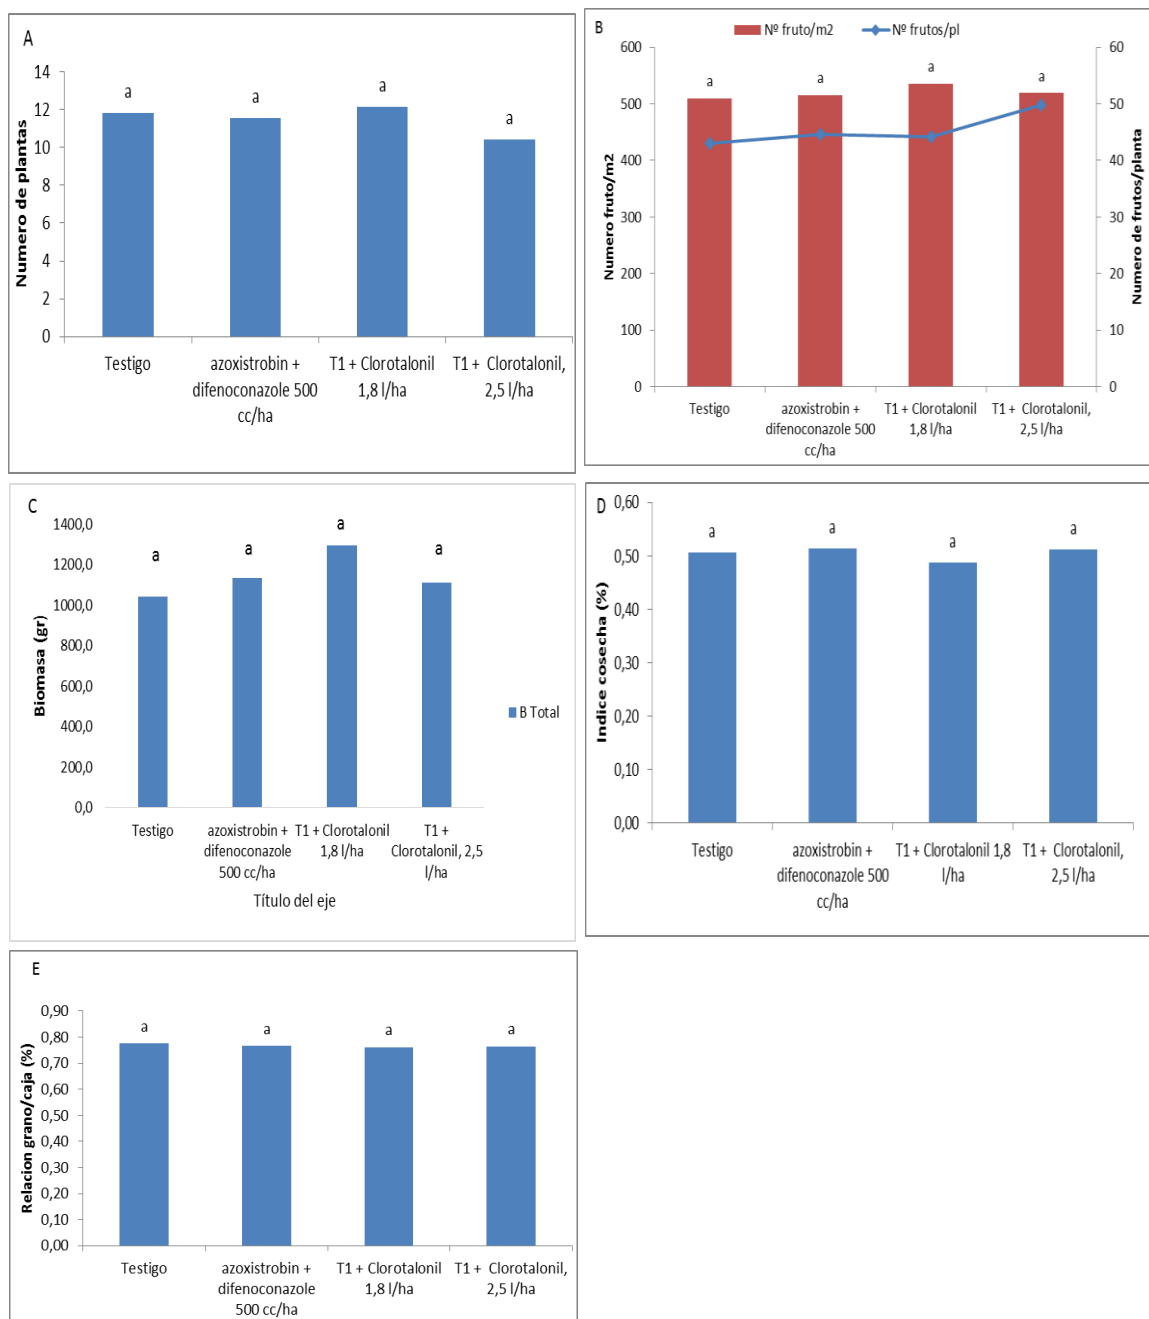 A
14
12
10
8
6
4
2
0
Numero de plantas
a
a
a
a
Testigo
azoxistrobin +
difenoconazole 500
cc/ha
T1 + Clorotalonil
1,8 l/ha
T1 + Clorotalonil,
2,5 l/ha
B
Nº fruto/m2
Nº frutos/pl
600
500
400
300
200
100
0
Numero fruto/m2
a
a
a
a
60
50
40
30
20
10
0
Numero de frutos/planta
Testigo
azoxistrobin +
difenoconazole 500
cc/ha
T1 + Clorotalonil
1,8 l/ha
T1 + Clorotalonil,
2,5 l/ha
C
1400,0
1200,0
1000,0
800,0
600,0
400,0
200,0
0,0
Biomasa (gr)
a
a
a
a
B Total
Testigo
azoxistrobin +
difenoconazole
500 cc/ha
T1 + Clorotalonil
1,8 l/ha
T1 +
Clorotalonil, 2,5
l/ha
Título del eje
D
0,60
0,50
0,40
0,30
0,20
0,10
0,00
Indice cosecha (%)
a
a
a
a
Testigo
azoxistrobin +
difenoconazole 500
cc/ha
T1 + Clorotalonil 1,8
l/ha
T1 + Clorotalonil,
2,5 l/ha
E
0,90
0,80
0,70
0,60
0,50
0,40
0,30
0,20
0,10
0,00
Relacion grano/caja (%)
a
a
a
a
Testigo
azoxistrobin +
difenoconazole
500 cc/ha
T1 + Clorotalonil
1,8 l/ha
T1 + Clorotalonil,
2,5 l/ha